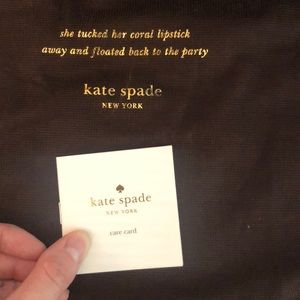 she tucked her coral lipstick
away and floated back to the party
kate spade
NEW YORK
kate spade
NEW YORK
care card